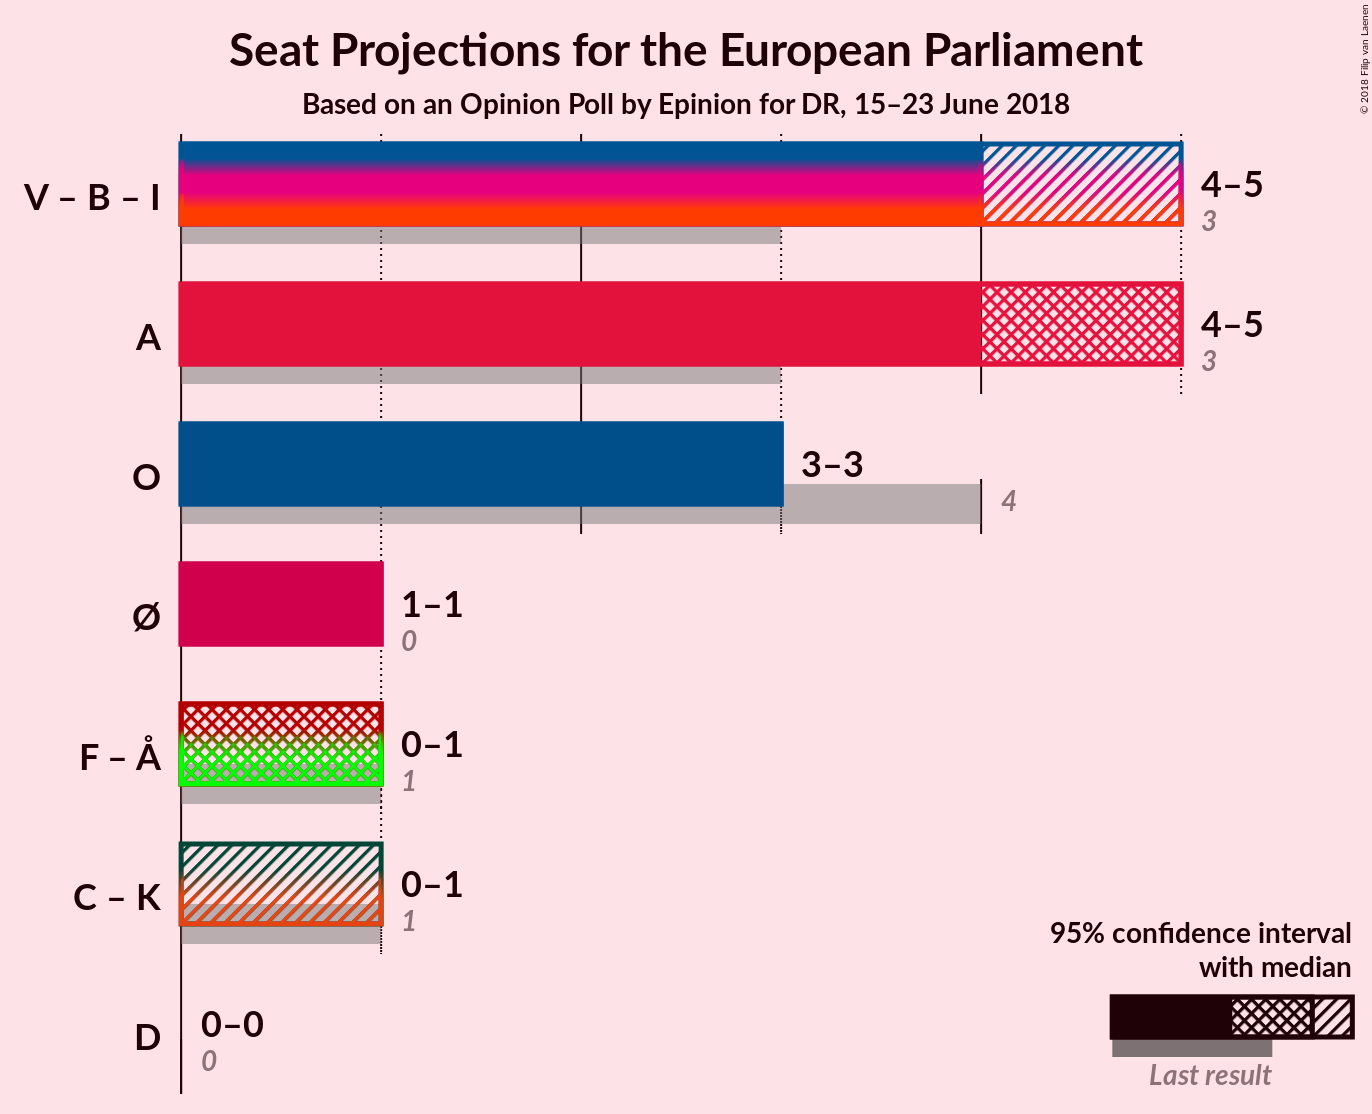 Seat Projections for the European Parliament
Based on an Opinion Poll by Epinion for DR, 15–23 June 2018
© 2018 Filip van Laenen
V – B – I
4–5
3
A
4–5
3
O
3–3
4
Ø
1–1
0
F – Å
0–1
1
C – K
0–1
1
D
0–0
0
95% confidence interval
with median
Last result